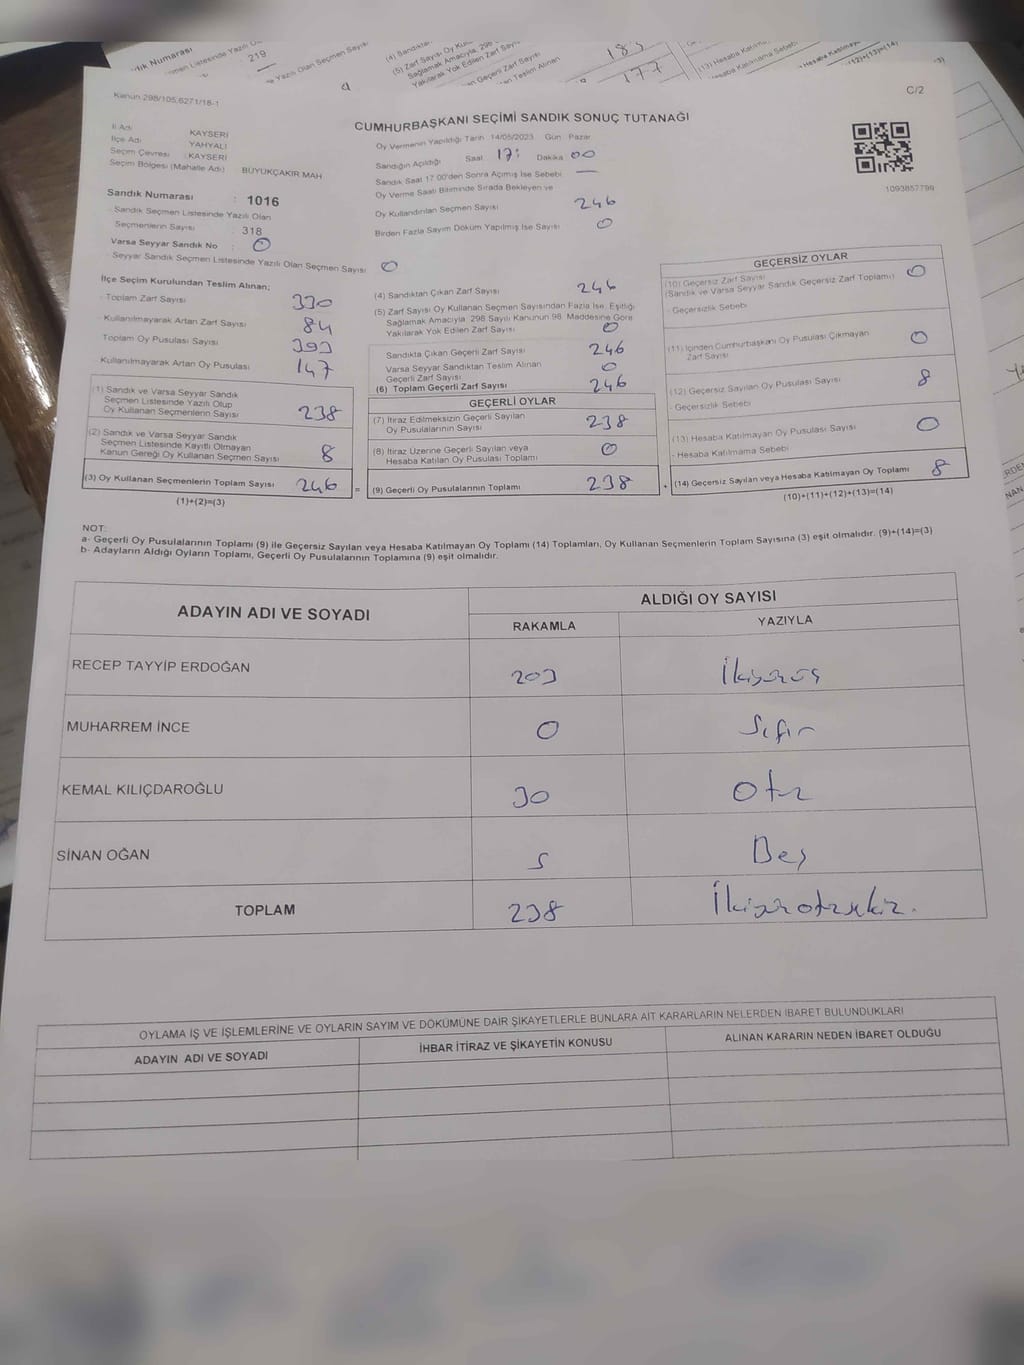 Kanun 298/105,6271/18-1
C/2
CUMHURBAŞKANI SEÇİMİ SANDIK SONUÇ TUTANAĞI
İl Adı : KAYSERİ
İlçe Adı : YAHYALI
Seçim Çevresi : KAYSERİ
Seçim Bölgesi (Mahalle Adı) : BÜYÜKÇAKIR MAH
Sandık Numarası : 1016
- Sandık Seçmen Listesinde Yazılı Olan
Seçmenlerin Sayısı : 318
Varsa Seyyar Sandık No : 0
- Seyyar Sandık Seçmen Listesinde Yazılı Olan Seçmen Sayısı 0
Oy Vermenin Yapıldığı Tarih 14/05/2023 Gün Pazar
Sandığın Açıldığı Saat 17: Dakika 00
Sandık Saat 17.00'den Sonra Açımış İse Sebebi —
Oy Verme Saati Bitiminde Sırada Bekleyen ve
Oy Kullandırılan Seçmen Sayısı 246
Birden Fazla Sayım Döküm Yapılmış İse Sayısı 0
1093857799
İlçe Seçim Kurulundan Teslim Alınan;
- Toplam Zarf Sayısı 330
- Kullanılmayarak Artan Zarf Sayısı 84
Toplam Oy Pusulası Sayısı 393
- Kullanılmayarak Artan Oy Pusulası 147
(1) Sandık ve Varsa Seyyar Sandık
Seçmen Listesinde Yazılı Olup
Oy Kullanan Seçmenlerin Sayısı 238
(2) Sandık ve Varsa Seyyar Sandık
Seçmen Listesinde Kayıtlı Olmayan
Kanun Gereği Oy Kullanan Seçmen Sayısı 8
(3) Oy Kullanan Seçmenlerin Toplam Sayısı 246
(1)+(2)=(3)
(4) Sandıktan Çıkan Zarf Sayısı 246
(5) Zarf Sayısı Oy Kullanan Seçmen Sayısından Fazla İse, Eşitliği
Sağlamak Amacıyla, 298 Sayılı Kanunun 98. Maddesine Göre
Yakılarak Yok Edilen Zarf Sayısı 0
Sandıkta Çıkan Geçerli Zarf Sayısı 246
Varsa Seyyar Sandıktan Teslim Alınan
Geçerli Zarf Sayısı 0
(6) Toplam Geçerli Zarf Sayısı 246
GEÇERLİ OYLAR
(7) İtiraz Edilmeksizin Geçerli Sayılan
Oy Pusulalarının Sayısı 238
(8) İtiraz Üzerine Geçerli Sayılan veya
Hesaba Katılan Oy Pusulası Toplamı 0
= (9) Geçerli Oy Pusulalarının Toplamı 238
GEÇERSİZ OYLAR
(10) Geçersiz Zarf Sayısı 0
(Sandık ve Varsa Seyyar Sandık Geçersiz Zarf Toplamı)
- Geçersizlik Sebebi
(11) İçinden Cumhurbaşkanı Oy Pusulası Çıkmayan
Zarf Sayısı 0
(12) Geçersiz Sayılan Oy Pusulası Sayısı 8
- Geçersizlik Sebebi
(13) Hesaba Katılmayan Oy Pusulası Sayısı 0
- Hesaba Katılmama Sebebi
+ (14) Geçersiz Sayılan veya Hesaba Katılmayan Oy Toplamı 8
(10)+(11)+(12)+(13)=(14)
NOT:
a- Geçerli Oy Pusulalarının Toplamı (9) ile Geçersiz Sayılan veya Hesaba Katılmayan Oy Toplamı (14) Toplamları, Oy Kullanan Seçmenlerin Toplam Sayısına (3) eşit olmalıdır. (9)+(14)=(3)
b- Adayların Aldığı Oyların Toplamı, Geçerli Oy Pusulalarının Toplamına (9) eşit olmalıdır.
ADAYIN ADI VE SOYADI
ALDIĞI OY SAYISI
RAKAMLA YAZIYLA
RECEP TAYYİP ERDOĞAN 203 İkiyüzüç
MUHARREM İNCE 0 Sıfır
KEMAL KILIÇDAROĞLU 30 Otuz
SİNAN OĞAN 5 Beş
TOPLAM 238 İkiyüzotuzsekiz.
OYLAMA İŞ VE İŞLEMLERİNE VE OYLARIN SAYIM VE DÖKÜMÜNE DAİR ŞİKAYETLERLE BUNLARA AİT KARARLARIN NELERDEN İBARET BULUNDUKLARI
ADAYIN ADI VE SOYADI İHBAR İTİRAZ VE ŞİKAYETİN KONUSU ALINAN KARARIN NEDEN İBARET OLDUĞU